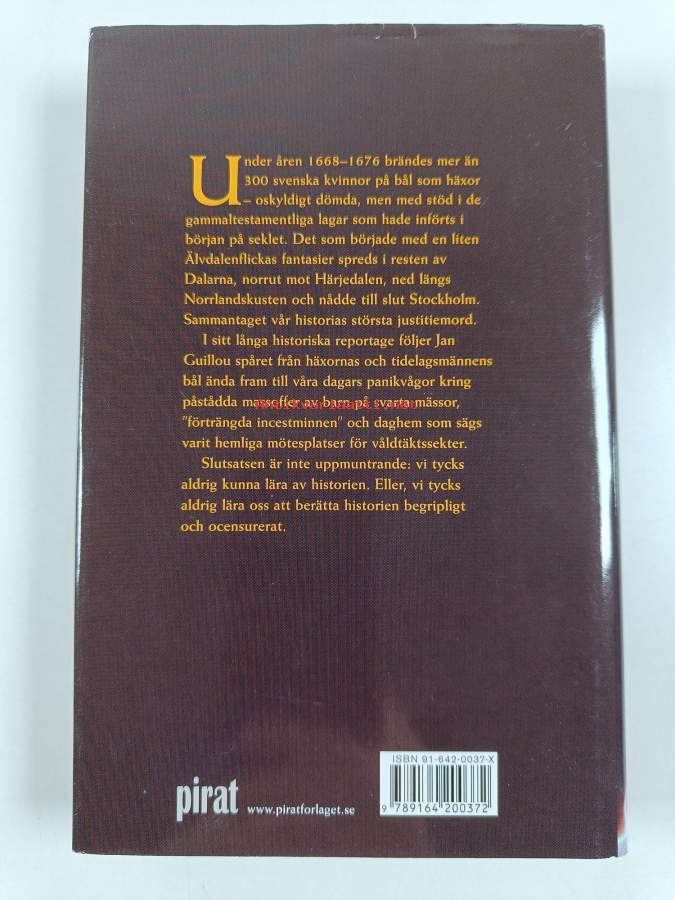 Under åren 1668–1676 brändes mer än
300 svenska kvinnor på bål som häxor
– oskyldigt dömda, men med stöd i de
gammaltestamentliga lagar som hade införts i
början på seklet. Det som började med en liten
Älvdalenflickas fantasier spreds i resten av
Dalarna, norrut mot Härjedalen, ned längs
Norrlandskusten och nådde till slut Stockholm.
Sammantaget vår historias största justitiemord.
I sitt långa historiska reportage följer Jan
Guillou spåret från häxornas och tidelagsmännens
bål ända fram till våra dagars panikvågor kring
påstådda massoffer av barn på svarta mässor,
"förträngda incestminnen" och daghem som sägs
varit hemliga mötesplatser för våldtäktssekter.
Slutsatsen är inte uppmuntrande: vi tycks
aldrig kunna lära av historien. Eller, vi tycks
aldrig lära oss att berätta historien begripligt
och ocensurerat.
ISBN 91-642-0037-X
9 789164 200372
pirat www.piratforlaget.se